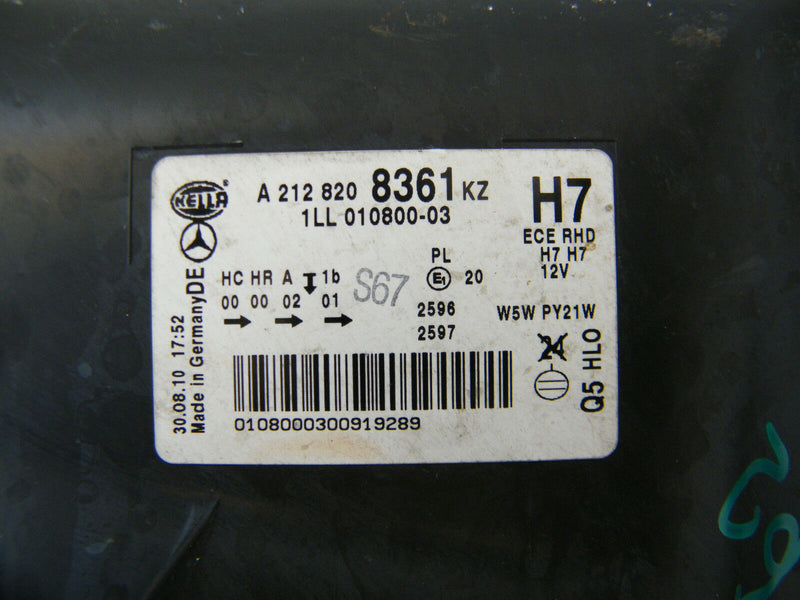 HELLA
A 212 820 8361 KZ
1LL 010800-03
H7
ECE RHD
H7 H7
12V
PL
E1 20
HC HR A 1b
00 00 02 01
S67
2596
2597
W5W PY21W
24
Q5 HLO
DE
30.08.10 17:52
Made in Germany
0108000300919289